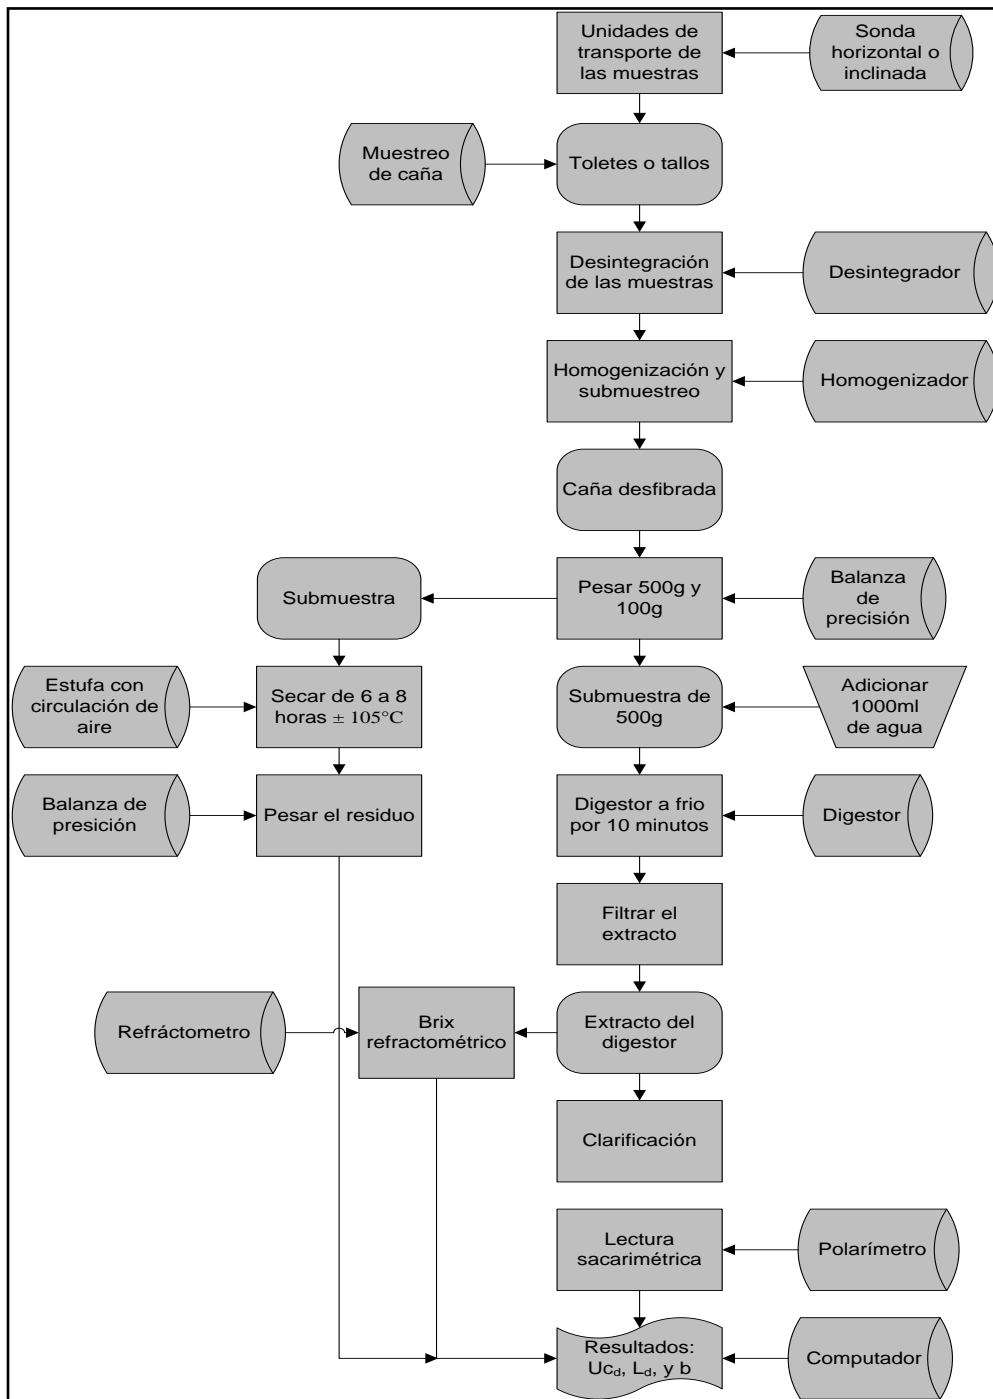 Unidades de
transporte de
las muestras
Sonda
horizontal o
inclinada
Muestreo
de caña
Toletes o tallos
Desintegración
de las muestras
Desintegrador
Homogenización y
submuestreo
Homogenizador
Caña desfibrada
Submuestra
Pesar 500g y
100g
Balanza
de
precisión
Estufa con
circulación de
aire
Secar de 6 a 8
horas ± 105°C
Submuestra de
500g
Adicionar
1000ml
de agua
Balanza de
presición
Pesar el residuo
Digestor a frio
por 10 minutos
Digestor
Filtrar el
extracto
Refráctometro
Brix
refractométrico
Extracto del
digestor
Clarificación
Lectura
sacarimétrica
Polarímetro
Resultados:
Ucd, Ld, y b
Computador